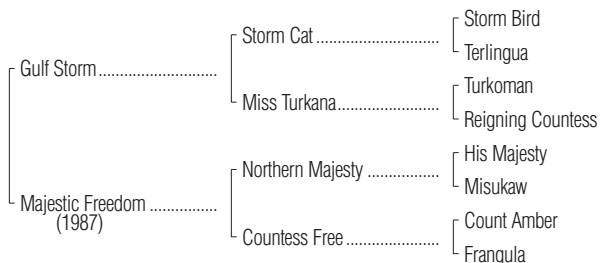 Storm Bird
Storm Cat
Terlingua
Gulf Storm
Turkoman
Miss Turkana
Reigning Countess
His Majesty
Northern Majesty
Misukaw
Majestic Freedom
(1987)
Count Amber
Countess Free
Frangula